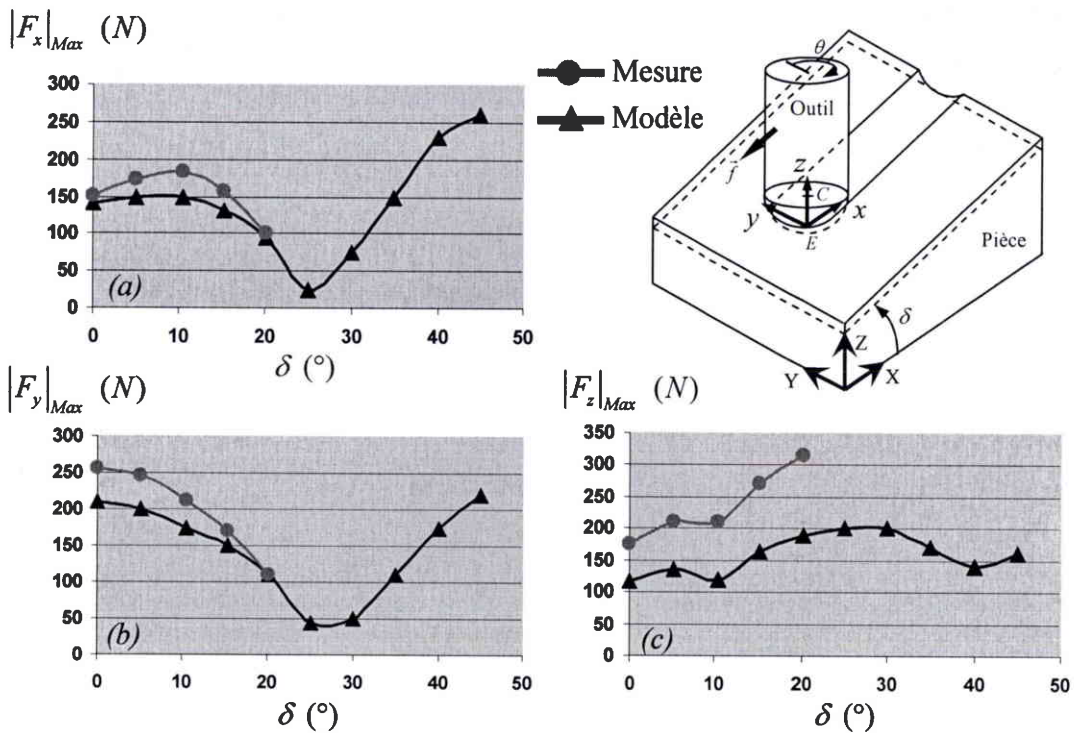 |F_x|_Max (N)
300
250
200
150
100
50
0
(a)
0 10 20 30 40 50
δ (°)
Mesure
Modèle
θ
Outil
f
z
C
y
x
E
Pièce
δ
Z
Y
X
|F_y|_Max (N)
300
250
200
150
100
50
0
(b)
0 10 20 30 40 50
δ (°)
|F_z|_Max (N)
350
300
250
200
150
100
50
0
(c)
0 10 20 30 40 50
δ (°)